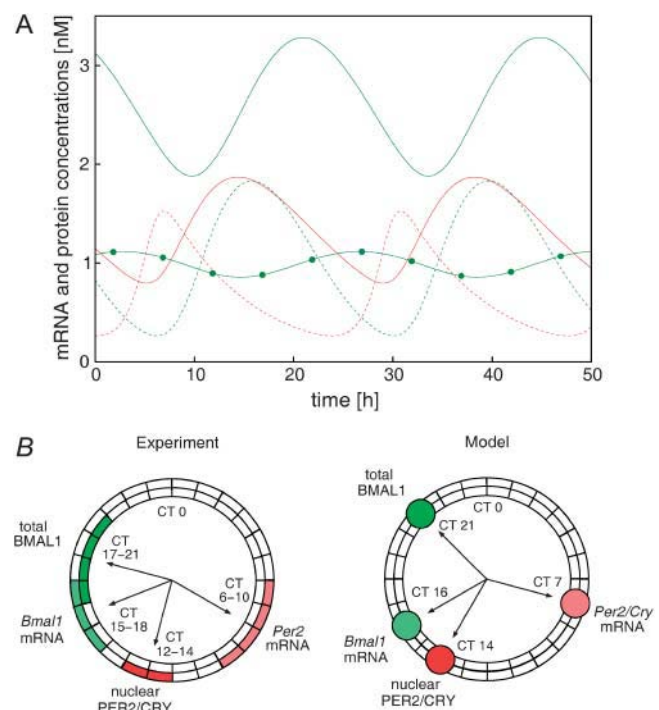 A
mRNA and protein concentrations [nM]
3
2
1
0
0
10
20
30
40
50
time [h]
B
Experiment
Model
total
BMAL1
CT 0
CT
17–21
CT
6–10
CT
15–18
CT
12–14
Bmal1
mRNA
Per2
mRNA
nuclear
PER2/CRY
total
BMAL1
CT 0
CT 21
CT 7
CT 16
CT 14
Per2/Cry
mRNA
Bmal1
mRNA
nuclear
PER2/CRY